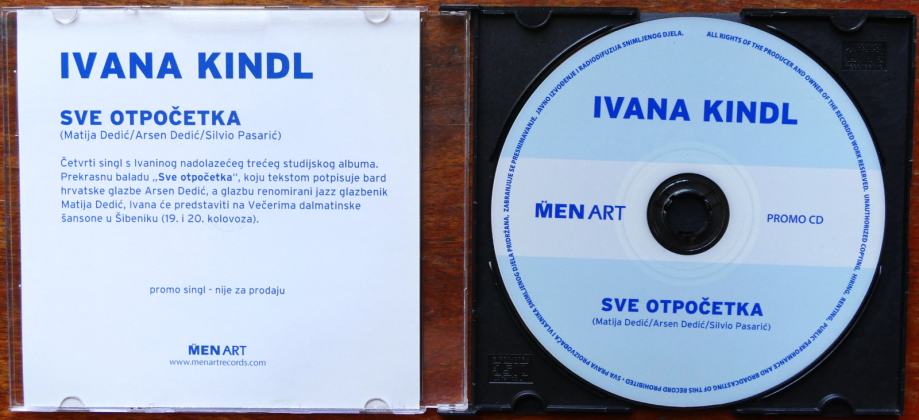 IVANA KINDL
SVE OTPOČETKA
(Matija Dedić/Arsen Dedić/Silvio Pasarić)
Četvrti singl s Ivaninog nadolazećeg trećeg studijskog albuma.
Prekrasnu baladu „Sve otpočetka“, koju tekstom potpisuje bard
hrvatske glazbe Arsen Dedić, a glazbu renomirani jazz glazbenik
Matija Dedić, Ivana će predstaviti na Večerima dalmatinske
šansone u Šibeniku (19. i 20. kolovoza).
promo singl - nije za prodaju
MENART
www.menartrecords.com
IVANA KINDL
MENART
PROMO CD
SVE OTPOČETKA
(Matija Dedić/Arsen Dedić/Silvio Pasarić)
ALL RIGHTS OF THE PRODUCER AND OWNER OF THE RECORDED WORK RESERVED. UNAUTHORIZED COPYING, HIRING, RENTING, PUBLIC PERFORMANCE AND BROADCASTING OF THIS RECORD PROHIBITED • SVA PRAVA PROIZVOĐAČA I VLASNIKA SNIMLJENOG DJELA PRIDRŽANA. ZABRANJUJE SE PRESNIMAVANJE, JAVNO IZVOĐENJE I RADIODIFUZIJA SNIMLJENOG DJELA.